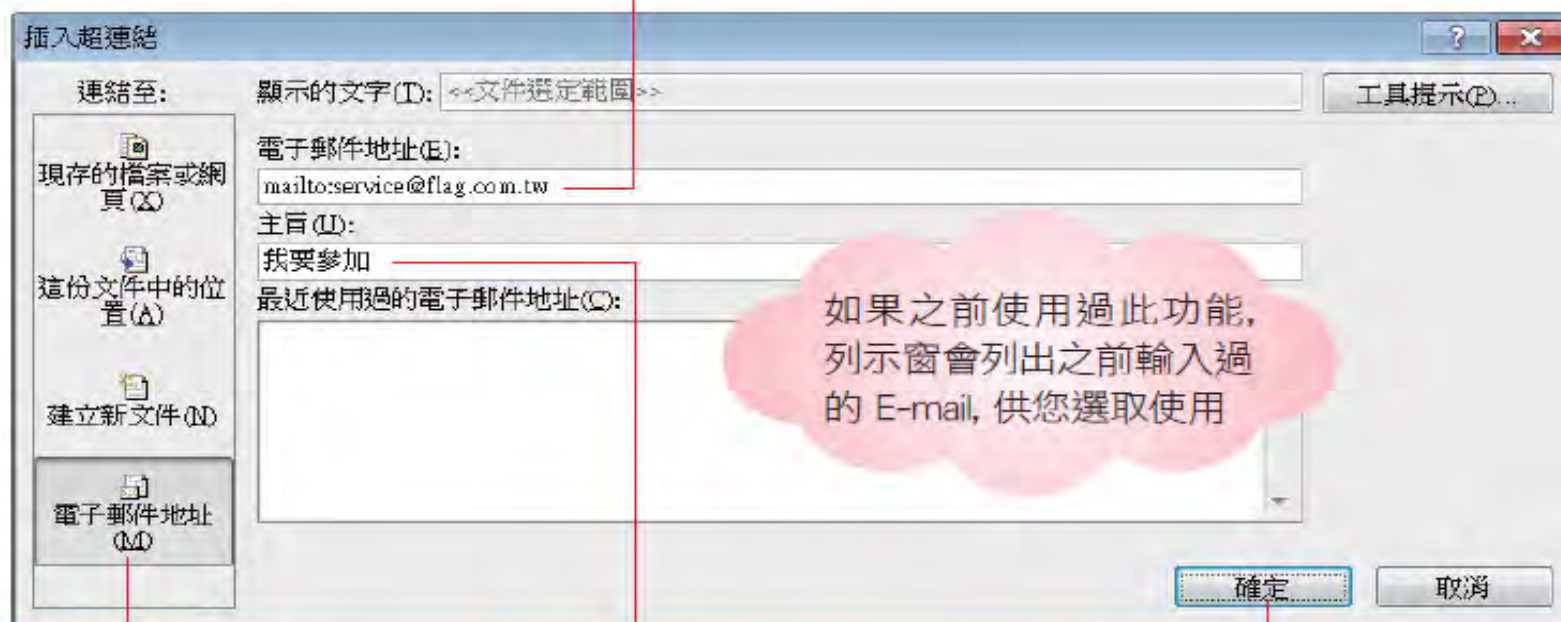 插入超連結
連結至:
顯示的文字(T): <<文件選定範圍>>
工具提示(P)...
現存的檔案或網
頁(X)
電子郵件地址(E):
mailto:service@flag.com.tw
主旨(U):
我要參加
這份文件中的位
置(A)
最近使用過的電子郵件地址(C):
如果之前使用過此功能,
列示窗會列出之前輸入過
的 E-mail, 供您選取使用
建立新文件(N)
電子郵件地址
(M)
確定
取消